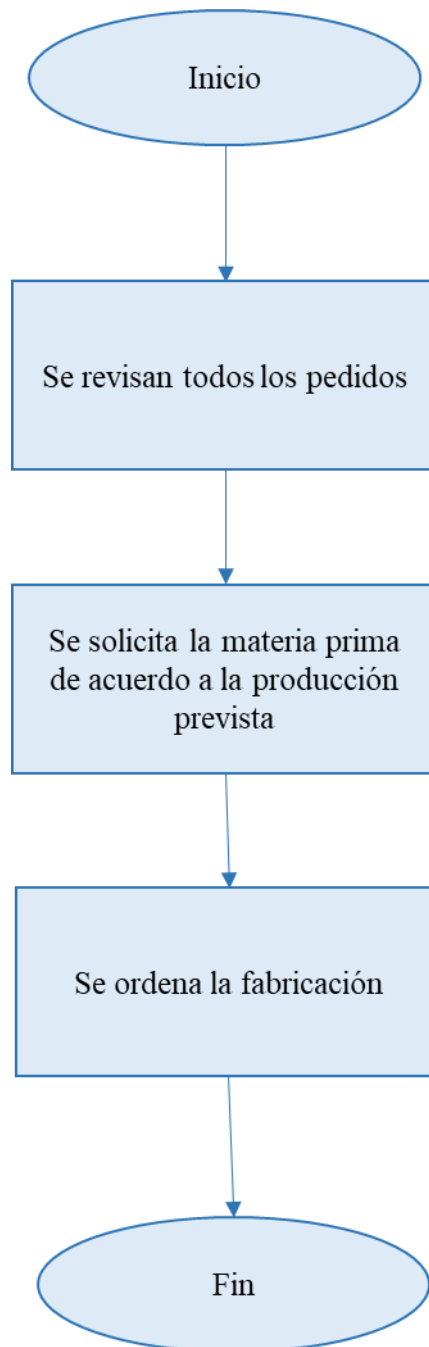 Inicio
Se revisan todos los pedidos
Se solicita la materia prima
de acuerdo a la producción
prevista
Se ordena la fabricación
Fin